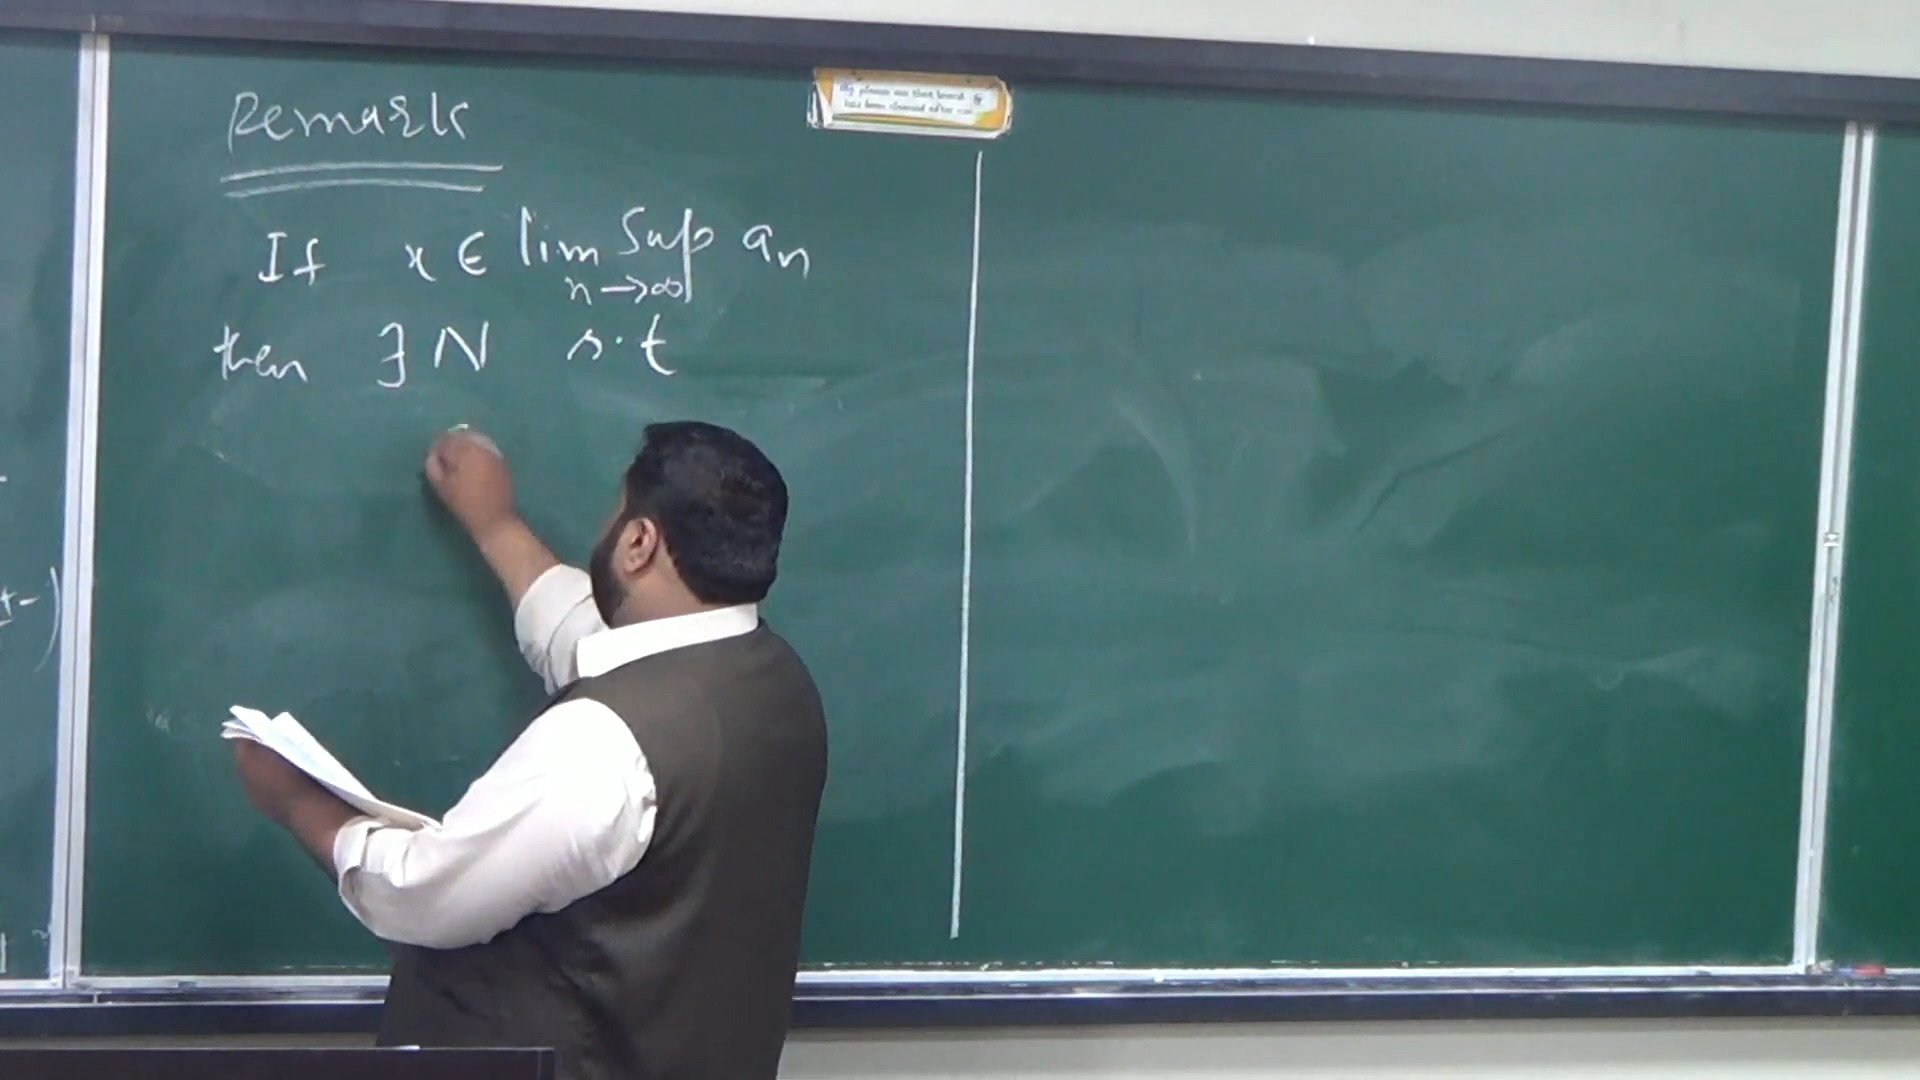 Remark
If x ∈ lim Sup aₙ
n → ∞
then ∃ N s.t